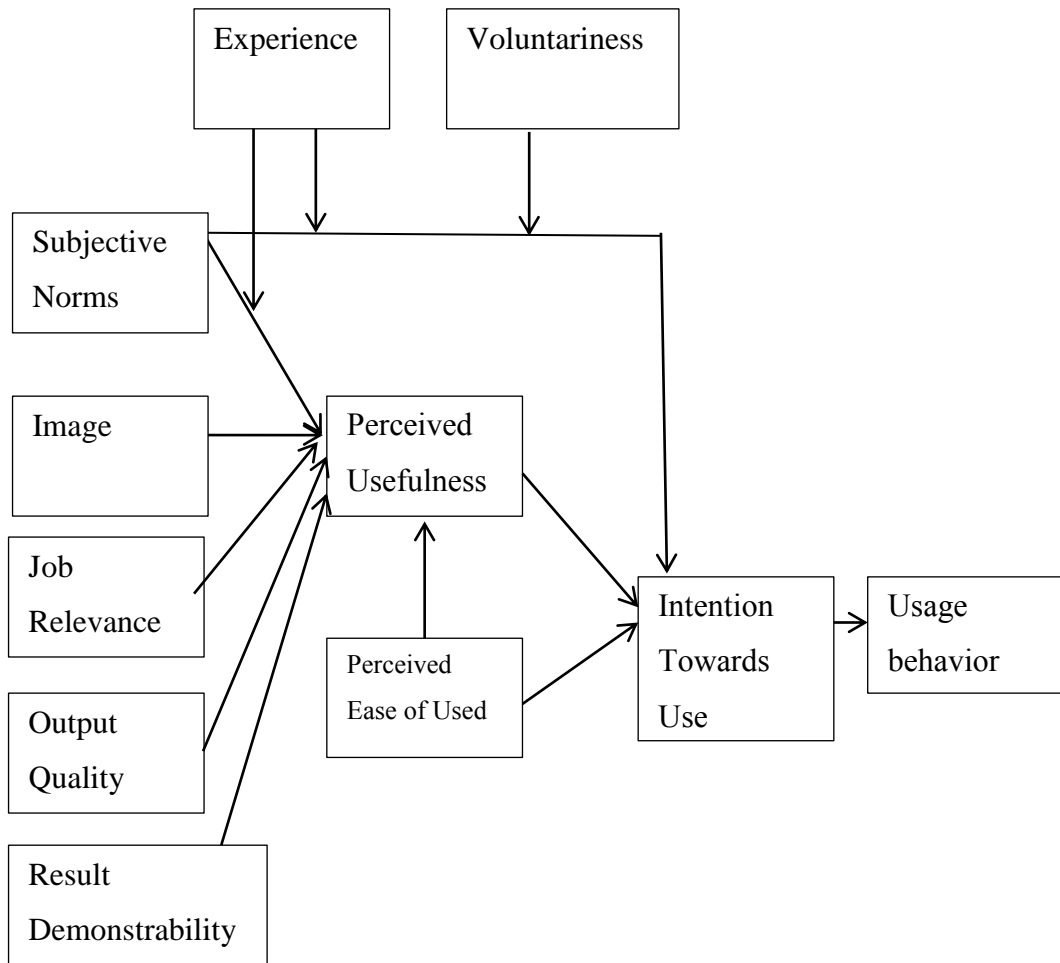 Experience
Voluntariness
Subjective
Norms
Image
Perceived
Usefulness
Job
Relevance
Perceived
Ease of Used
Intention
Towards
Use
Usage
behavior
Output
Quality
Result
Demonstrability